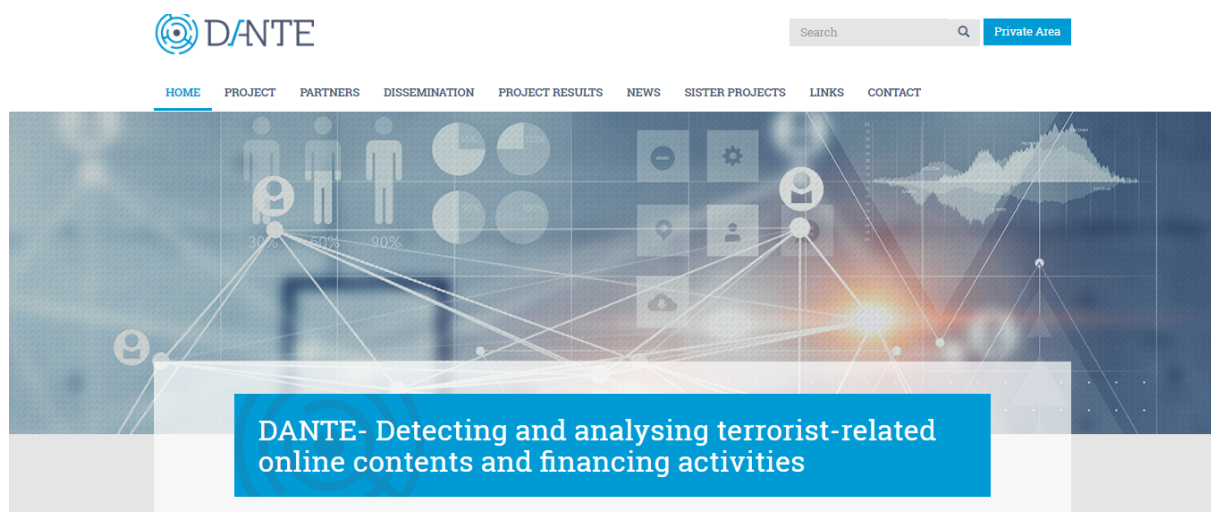 DANTE
Search
Private Area
HOME PROJECT PARTNERS DISSEMINATION PROJECT RESULTS NEWS SISTER PROJECTS LINKS CONTACT
30% 60% 90%
DANTE- Detecting and analysing terrorist-related
online contents and financing activities